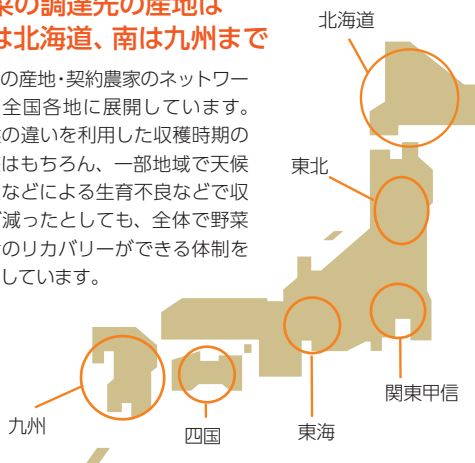 菜の調達先の産地は
は北海道、南は九州まで
の産地・契約農家のネットワー
全国各地に展開しています。
の違いを利用した収穫時期の
はもちろん、一部地域で天候
などによる生育不良などで収
減ったとしても、全体で野菜
のリカバリーができる体制を
しています。
北海道
東北
関東甲信
東海
四国
九州